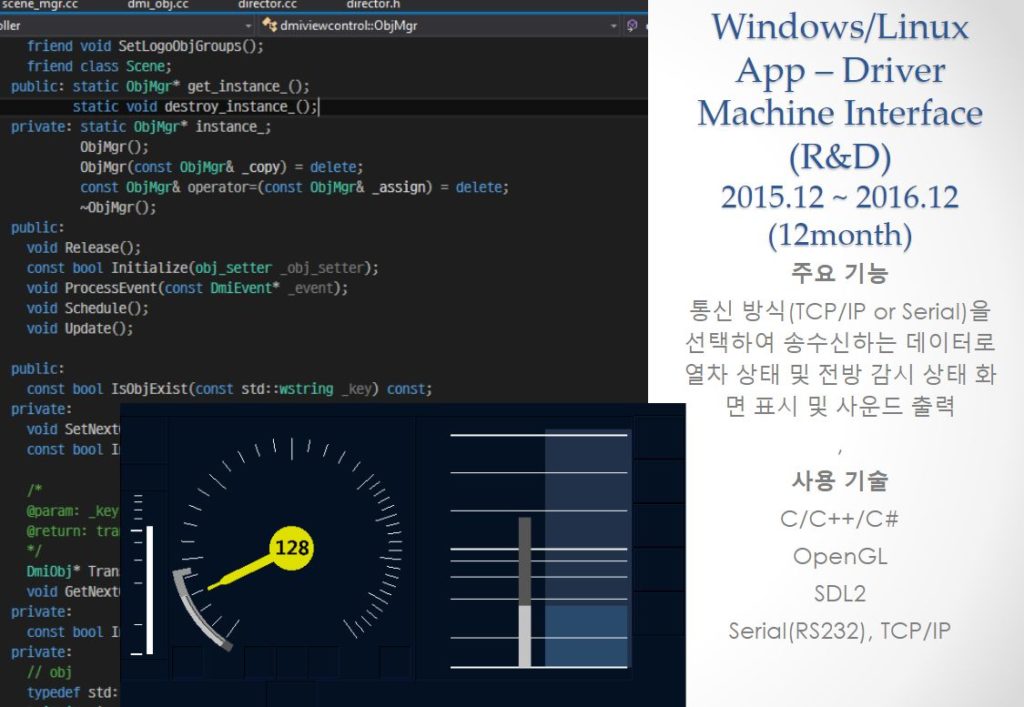 scene_mgr.cc dmi_obj.cc director.cc director.h
oller dmiviewcontrol::ObjMgr
friend void SetLogoObjGroups();
friend class Scene;
public: static ObjMgr* get_instance_();
static void destroy_instance_();
private: static ObjMgr* instance_;
ObjMgr();
ObjMgr(const ObjMgr& _copy) = delete;
const ObjMgr& operator=(const ObjMgr& _assign) = delete;
~ObjMgr();
public:
void Release();
const bool Initialize(obj_setter _obj_setter);
void ProcessEvent(const DmiEvent* _event);
void Schedule();
void Update();
public:
const bool IsObjExist(const std::wstring _key) const;
private:
void SetNext
const bool I
/*
@param: _key
@return: tra
*/
DmiObj* Tran
void GetNext
private:
const bool I
private:
// obj
typedef std:
128
Windows/Linux
App – Driver
Machine Interface
(R&D)
2015.12 ~ 2016.12
(12month)
주요 기능
통신 방식(TCP/IP or Serial)을
선택하여 송수신하는 데이터로
열차 상태 및 전방 감시 상태 화
면 표시 및 사운드 출력
,
사용 기술
C/C++/C#
OpenGL
SDL2
Serial(RS232), TCP/IP